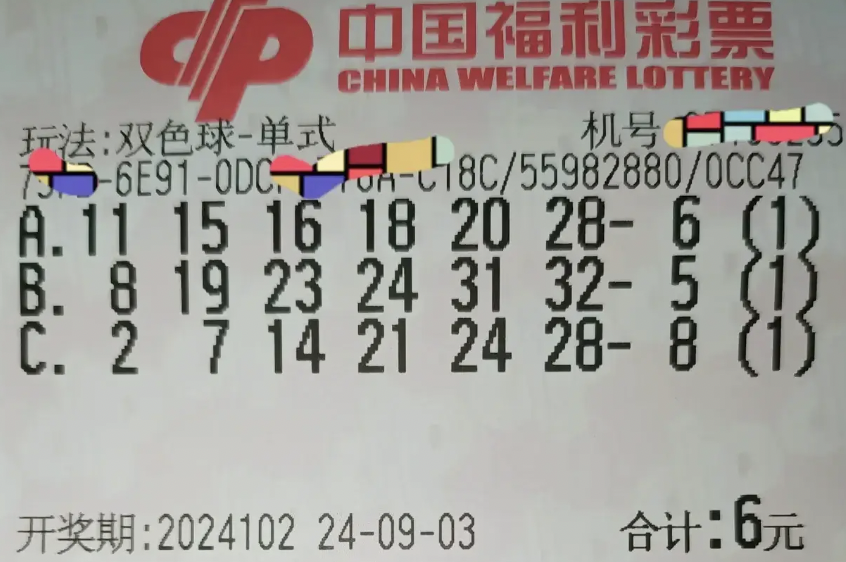 中国福利彩票
CHINA WELFARE LOTTERY
玩法:双色球-单式 机号
-6E91-0DC C18C/55982880/0CC47
A.11 15 16 18 20 28- 6 (1)
B. 8 19 23 24 31 32- 5 (1)
C. 2 7 14 21 24 28- 8 (1)
开奖期:2024102 24-09-03 合计:6元